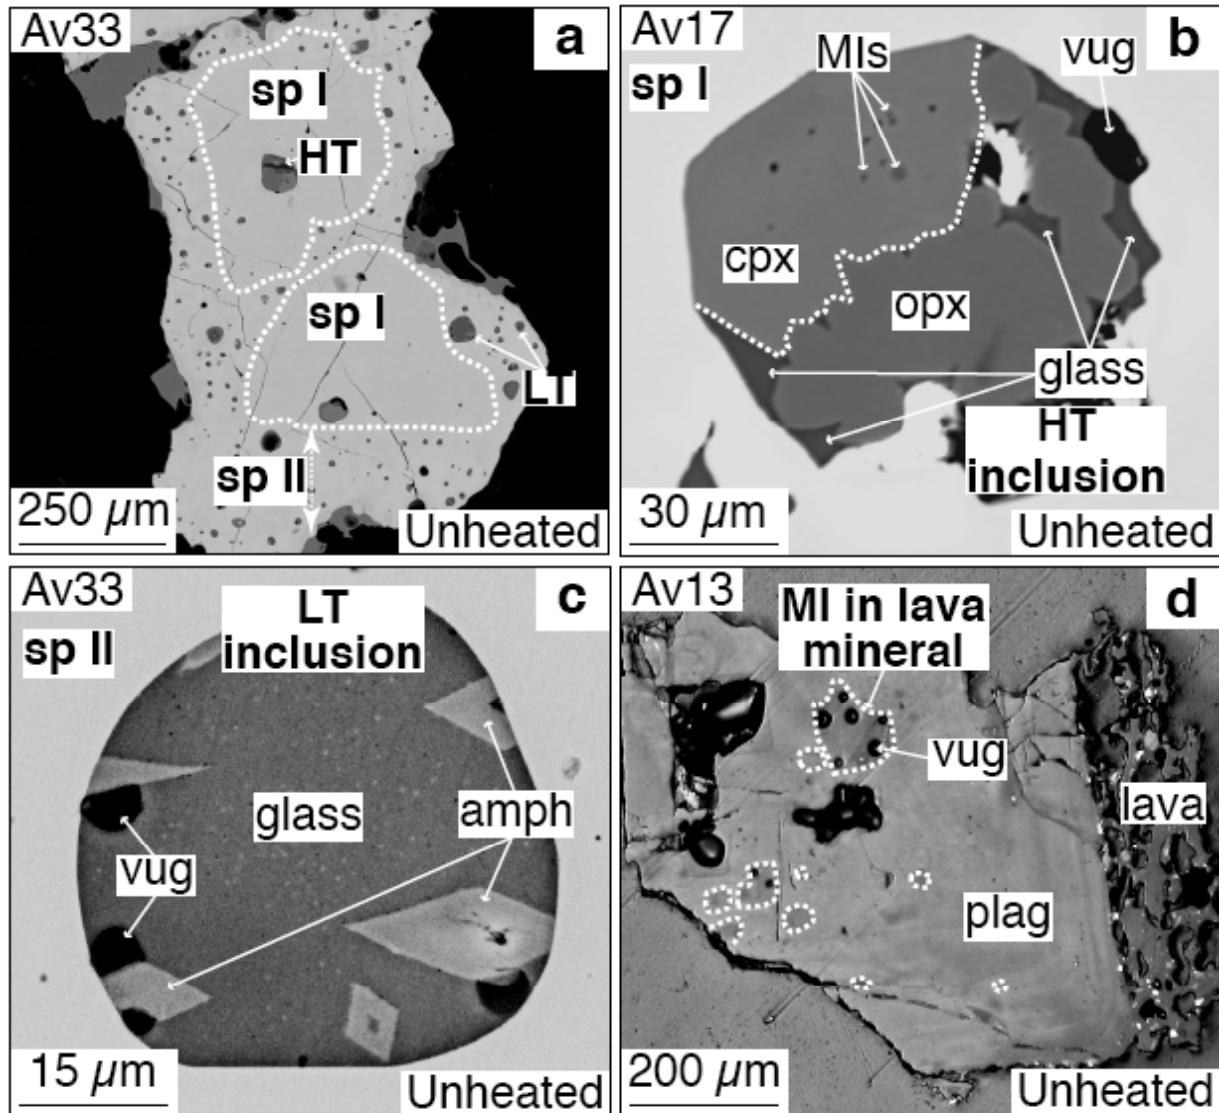 Av33
a
sp I
HT
sp I
LT
sp II
250 µm
Unheated
Av17
b
sp I
MIs
vug
cpx
opx
glass
HT
inclusion
30 µm
Unheated
Av33
c
sp II
LT
inclusion
glass
amph
vug
15 µm
Unheated
Av13
d
MI in lava
mineral
vug
lava
plag
200 µm
Unheated